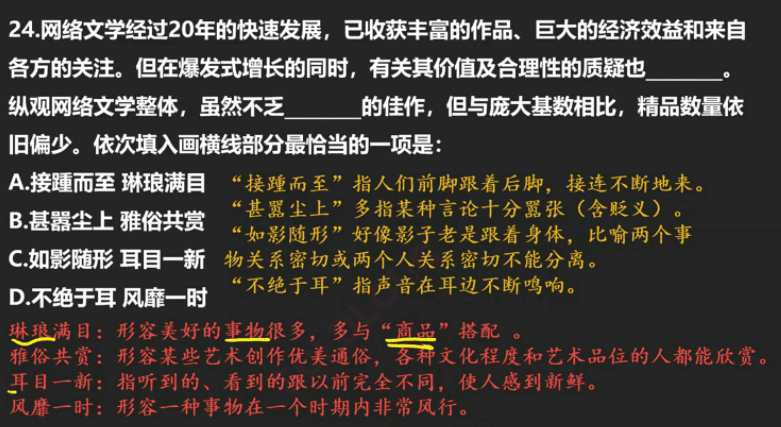 24.网络文学经过20年的快速发展，已收获丰富的作品、巨大的经济效益和来自
各方的关注。但在爆发式增长的同时，有关其价值及合理性的质疑也________。
纵观网络文学整体，虽然不乏________的佳作，但与庞大基数相比，精品数量依
旧偏少。依次填入画横线部分最恰当的一项是：
A.接踵而至 琳琅满目
“接踵而至”指人们前脚跟着后脚，接连不断地来。
B.甚嚣尘上 雅俗共赏
“甚嚣尘上”多指某种言论十分嚣张（含贬义）。
“如影随形”好像影子老是跟着身体，比喻两个事
C.如影随形 耳目一新
物关系密切或两个人关系密切不能分离。
D.不绝于耳 风靡一时
“不绝于耳”指声音在耳边不断鸣响。
琳琅满目：形容美好的事物很多，多与“商品”搭配 。
雅俗共赏：形容某些艺术创作优美通俗，各种文化程度和艺术品位的人都能欣赏。
耳目一新：指听到的、看到的跟以前完全不同，使人感到新鲜。
风靡一时：形容一种事物在一个时期内非常风行。